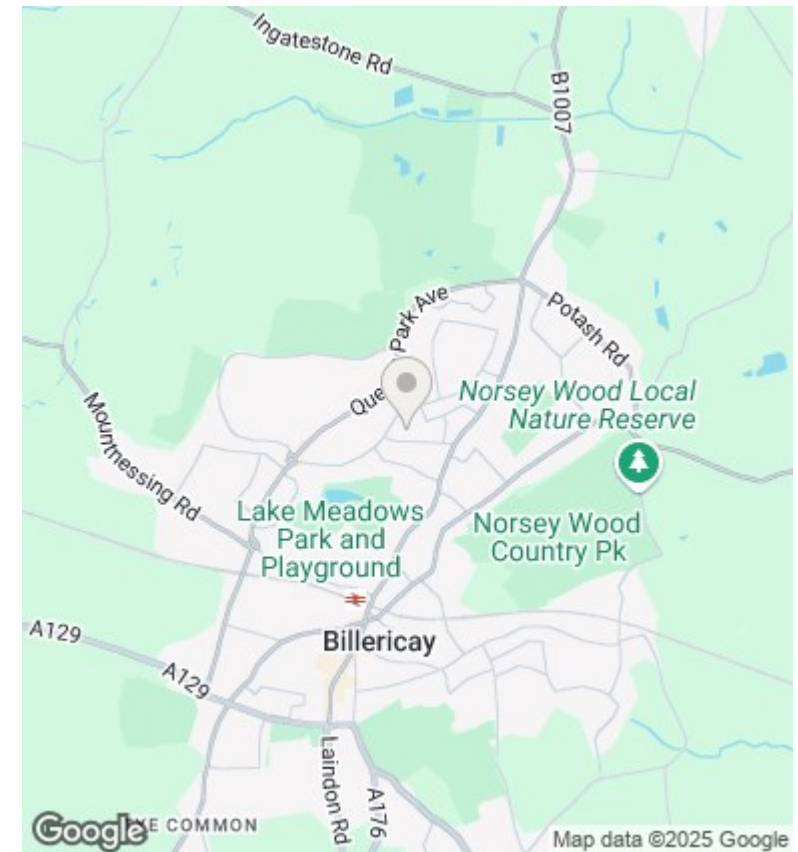 Ingatestone Rd
B1007
Park Ave
Potash Rd
Que
Norsey Wood Local
Nature Reserve
Mountnessing Rd
Lake Meadows
Park and
Playground
Norsey Wood
Country Pk
A129
Billericay
A129
Laindon Rd
A176
COMMON
Google
Map data ©2025 Google